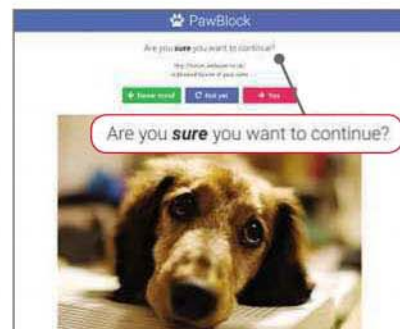 PawBlock
Are you sure you want to continue?
Never mind Not yet Yes
Are you sure you want to continue?